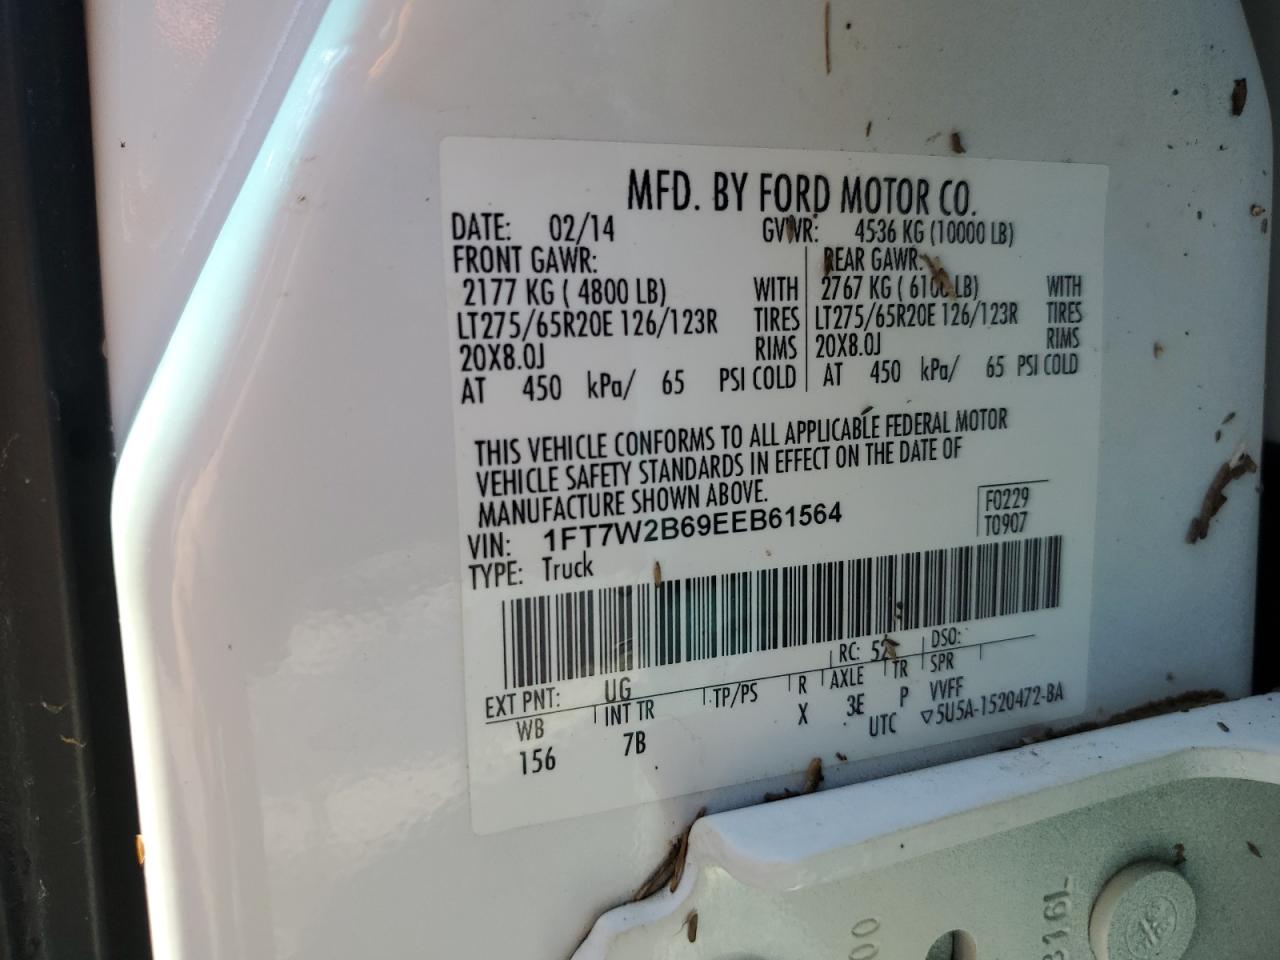 MFD. BY FORD MOTOR CO.
DATE: 02/14 GVWR: 4536 KG (10000 LB)
FRONT GAWR: REAR GAWR:
2177 KG ( 4800 LB) WITH 2767 KG ( 6100 LB) WITH
LT275/65R20E 126/123R TIRES LT275/65R20E 126/123R TIRES
20X8.0J RIMS 20X8.0J RIMS
AT 450 kPa/ 65 PSI COLD AT 450 kPa/ 65 PSI COLD
THIS VEHICLE CONFORMS TO ALL APPLICABLE FEDERAL MOTOR
VEHICLE SAFETY STANDARDS IN EFFECT ON THE DATE OF
MANUFACTURE SHOWN ABOVE.
F0229
VIN: 1FT7W2B69EEB61564
T0907
TYPE: Truck
EXT PNT: UG RC: 52 DSO:
WB INT TR TP/PS R AXLE TR SPR
156 7B X 3E P VVFF
UTC ▽5U5A-1520472-BA
00
816L